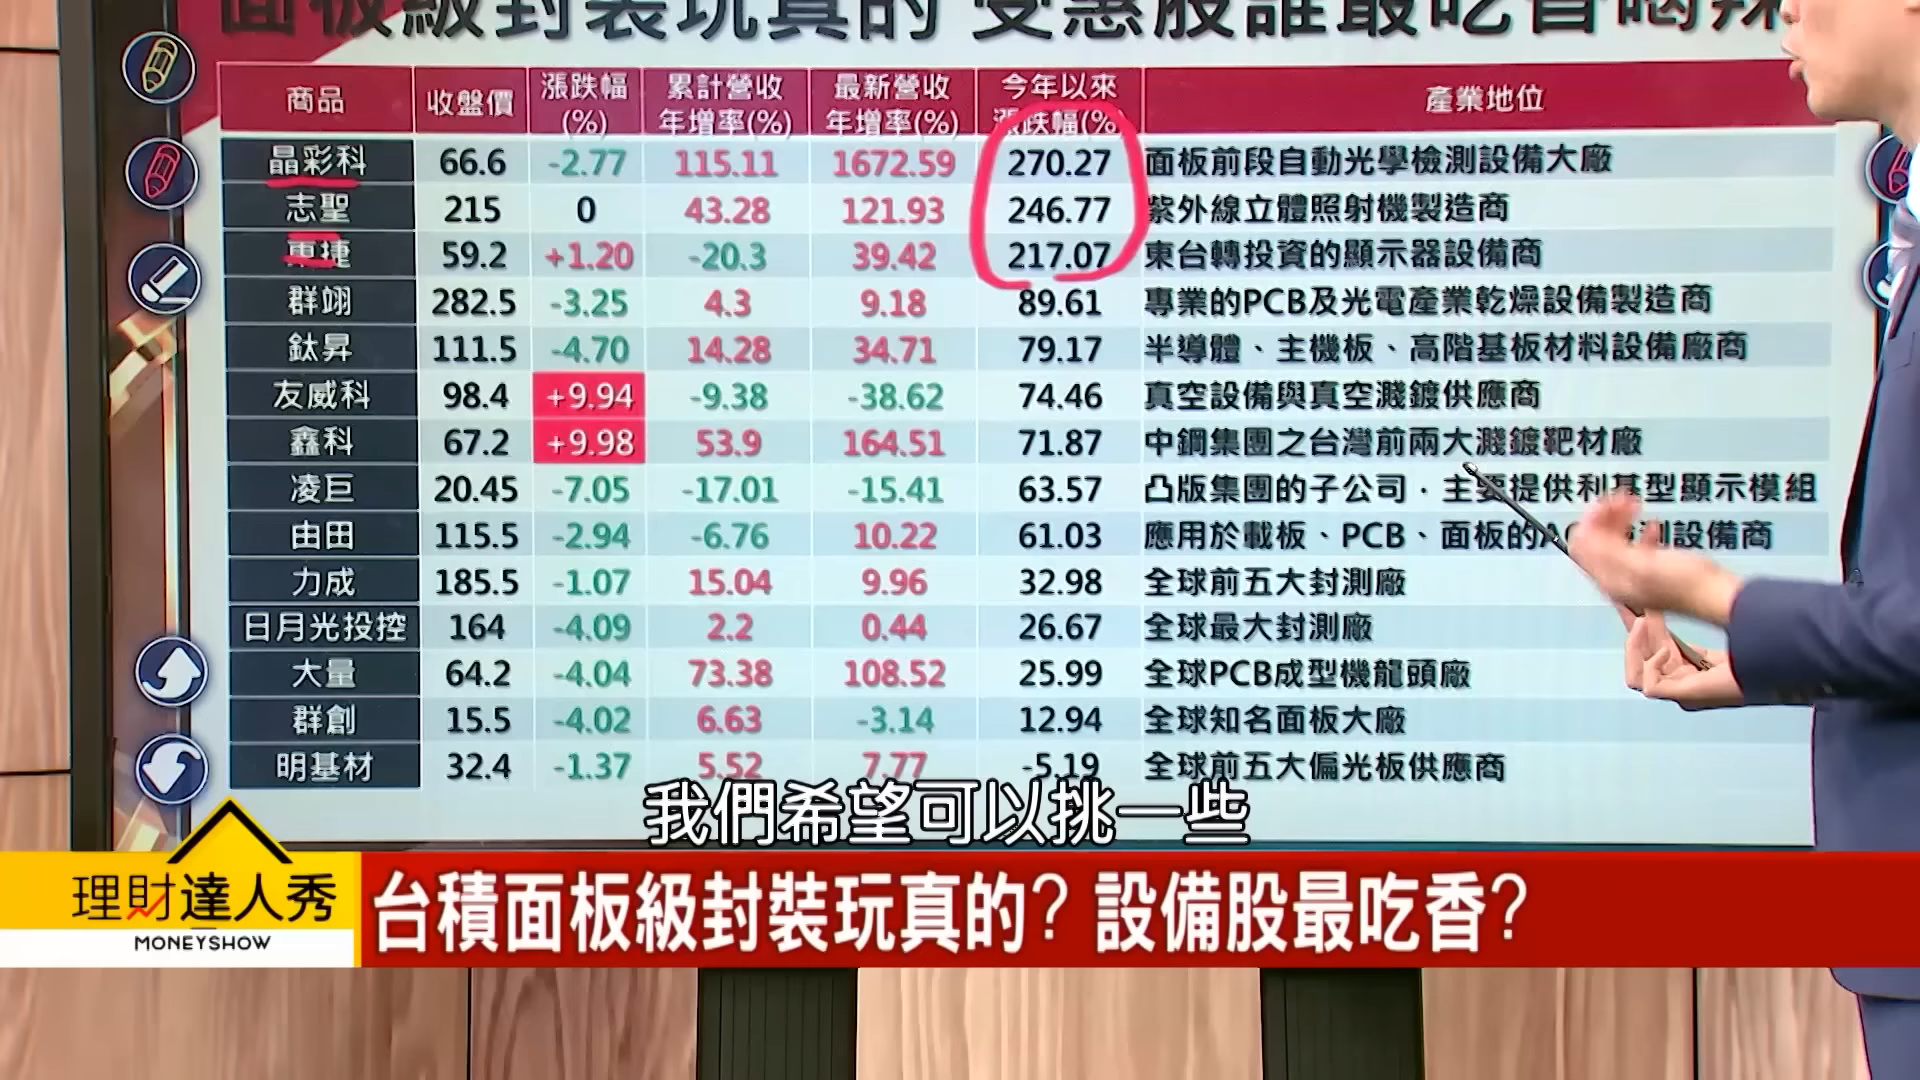 面板級封裝玩真的 受惠股誰最吃香喝辣
商品 收盤價 漲跌幅(%) 累計營收年增率(%) 最新營收年增率(%) 今年以來漲跌幅(%) 產業地位
晶彩科 66.6 -2.77 115.11 1672.59 270.27 面板前段自動光學檢測設備大廠
志聖 215 0 43.28 121.93 246.77 紫外線立體照射機製造商
東捷 59.2 +1.20 -20.3 39.42 217.07 東台轉投資的顯示器設備商
群翊 282.5 -3.25 4.3 9.18 89.61 專業的PCB及光電產業乾燥設備製造商
鈦昇 111.5 -4.70 14.28 34.71 79.17 半導體、主機板、高階基板材料設備廠商
友威科 98.4 +9.94 -9.38 -38.62 74.46 真空設備與真空濺鍍供應商
鑫科 67.2 +9.98 53.9 164.51 71.87 中鋼集團之台灣前兩大濺鍍靶材廠
凌巨 20.45 -7.05 -17.01 -15.41 63.57 凸版集團的子公司，主要提供利基型顯示模組
由田 115.5 -2.94 -6.76 10.22 61.03 應用於載板、PCB、面板的AOI檢測設備商
力成 185.5 -1.07 15.04 9.96 32.98 全球前五大封測廠
日月光投控 164 -4.09 2.2 0.44 26.67 全球最大封測廠
大量 64.2 -4.04 73.38 108.52 25.99 全球PCB成型機龍頭廠
群創 15.5 -4.02 6.63 -3.14 12.94 全球知名面板大廠
明基材 32.4 -1.37 5.52 7.77 -5.19 全球前五大偏光板供應商
我們希望可以挑一些
理財達人秀
MONEYSHOW
台積面板級封裝玩真的? 設備股最吃香?